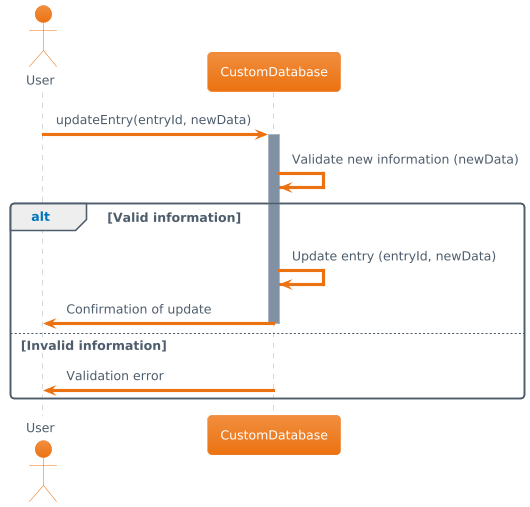 User
CustomDatabase
updateEntry(entryId, newData)
Validate new information (newData)
alt
[Valid information]
Update entry (entryId, newData)
Confirmation of update
[Invalid information]
Validation error
User
CustomDatabase